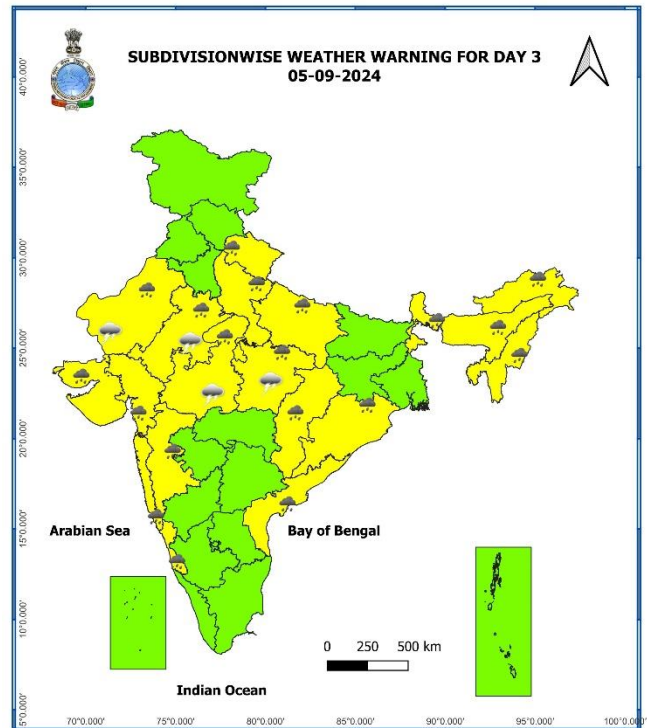 SUBDIVISIONWISE WEATHER WARNING FOR DAY 3
05-09-2024
40°0.000'
35°0.000'
30°0.000'
25°0.000'
20°0.000'
15°0.000'
10°0.000'
5°0.000'
Arabian Sea
Bay of Bengal
0 250 500 km
Indian Ocean
70°0.000' 75°0.000' 80°0.000' 85°0.000' 90°0.000' 95°0.000' 100°0.000'